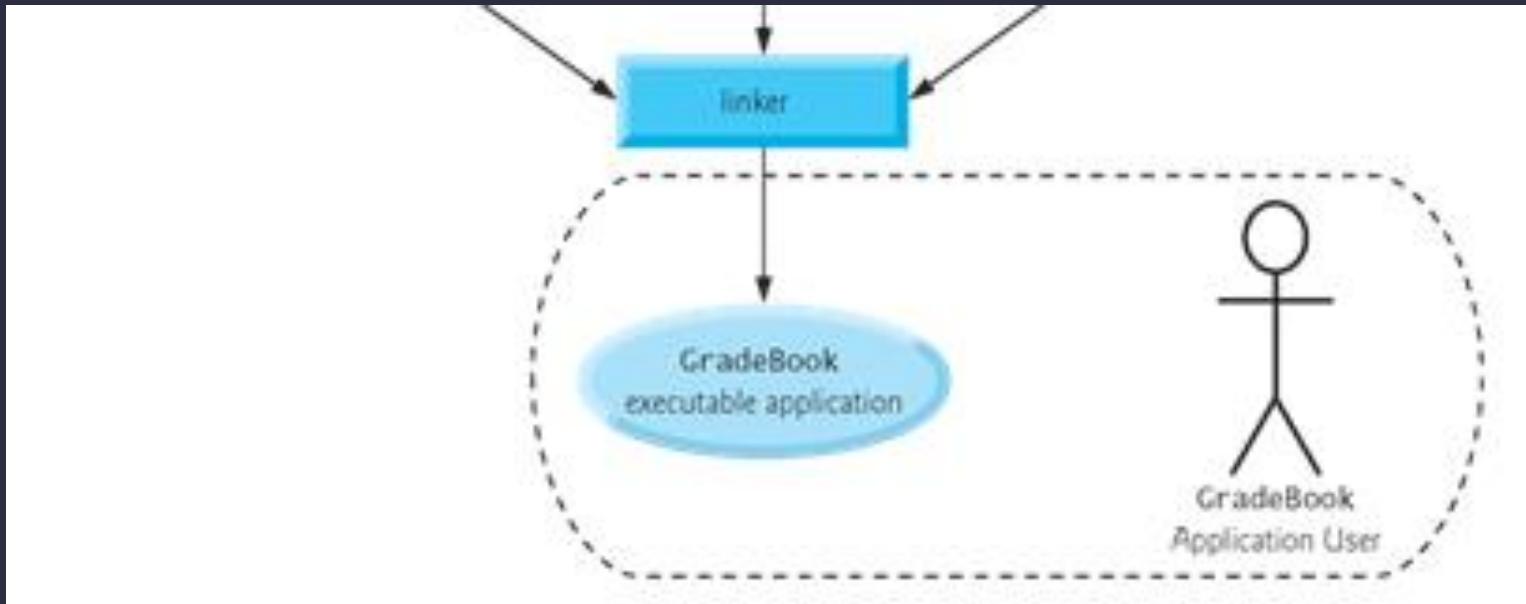 linker
GradeBook
executable application
GradeBook
Application User